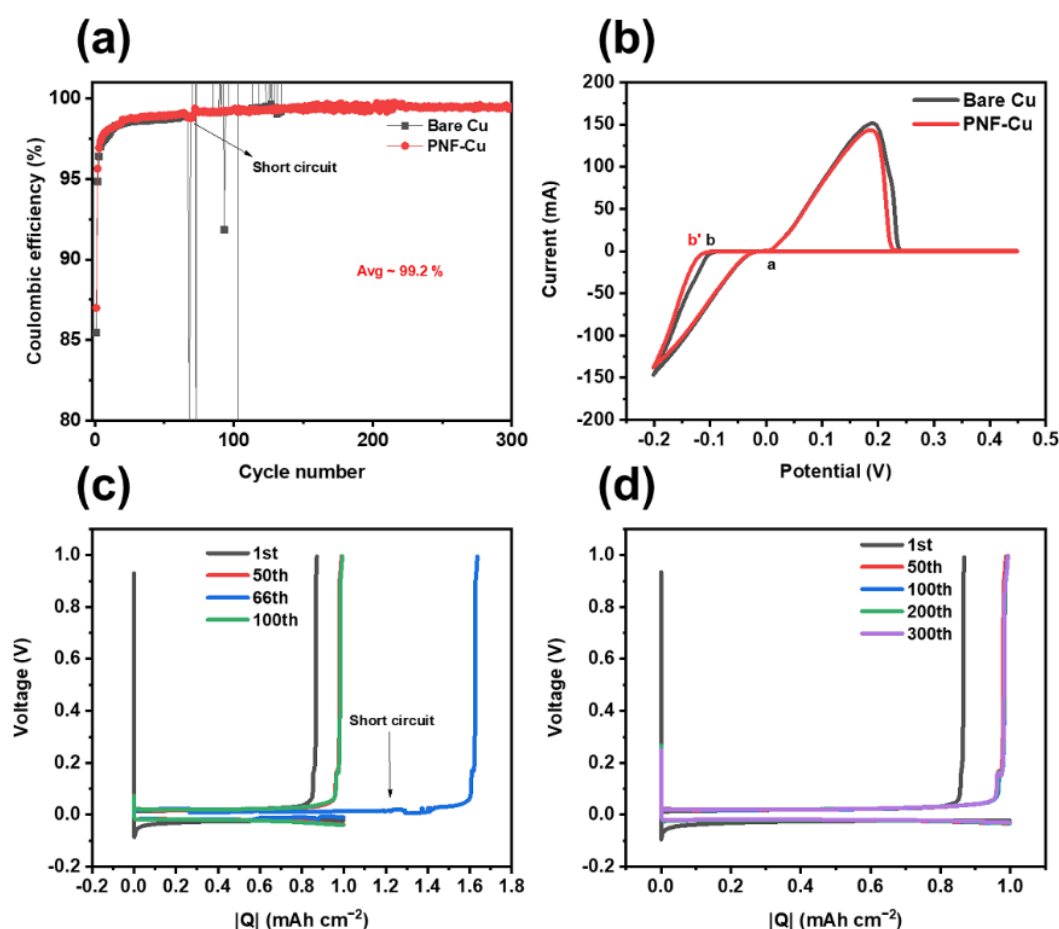 (a)
100
95
90
85
80
Coulombic efficiency (%)
Bare Cu
PNF-Cu
Short circuit
Avg ~ 99.2 %
0
100
200
300
Cycle number
(b)
200
150
100
50
0
-50
-100
-150
-200
Current (mA)
Bare Cu
PNF-Cu
b' b
a
-0.2
-0.1
0.0
0.1
0.2
0.3
0.4
0.5
Potential (V)
(c)
1.0
0.8
0.6
0.4
0.2
0.0
-0.2
Voltage (V)
1st
50th
66th
100th
Short circuit
-0.2
0.0
0.2
0.4
0.6
0.8
1.0
1.2
1.4
1.6
1.8
|Q| (mAh cm⁻²)
(d)
1.0
0.8
0.6
0.4
0.2
0.0
-0.2
Voltage (V)
1st
50th
100th
200th
300th
0.0
0.2
0.4
0.6
0.8
1.0
|Q| (mAh cm⁻²)